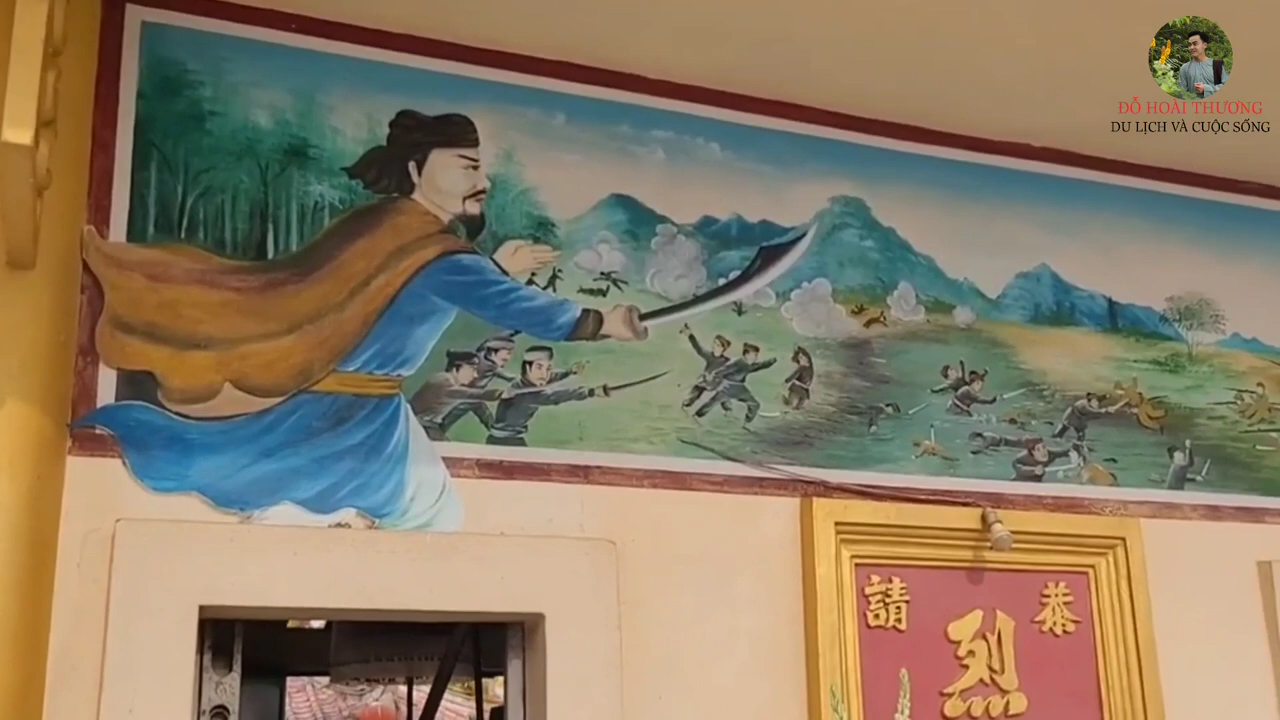 ĐỖ HOÀI THƯƠNG
DU LỊCH VÀ CUỘC SỐNG
恭請
烈